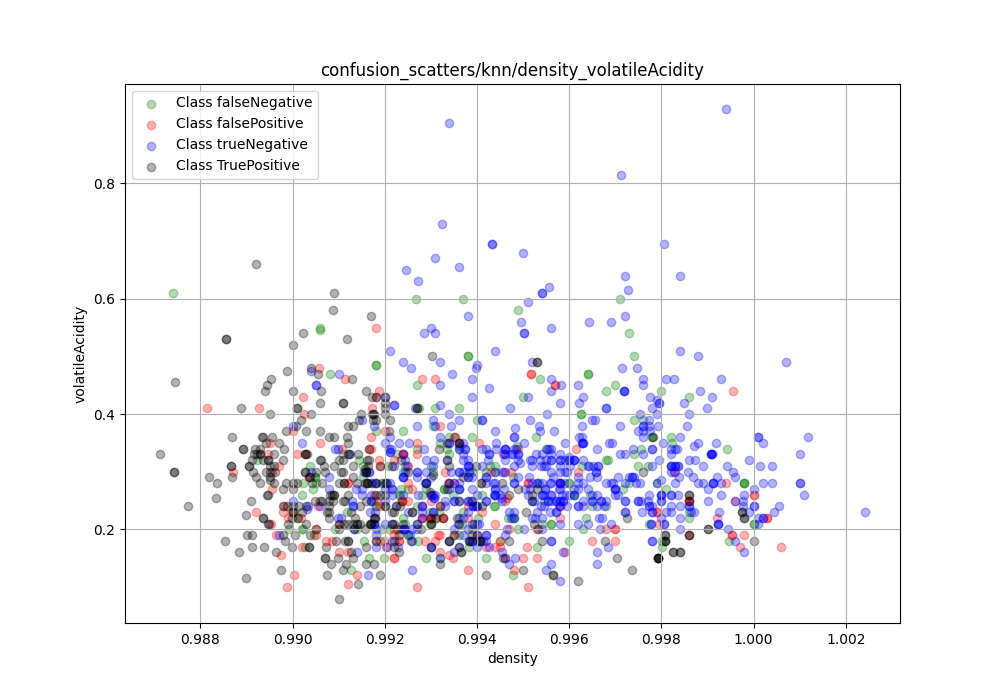 confusion_scatters/knn/density_volatileAcidity
Class falseNegative
Class falsePositive
Class trueNegative
Class TruePositive
0.8
0.6
0.4
0.2
volatileAcidity
0.988 0.990 0.992 0.994 0.996 0.998 1.000 1.002
density